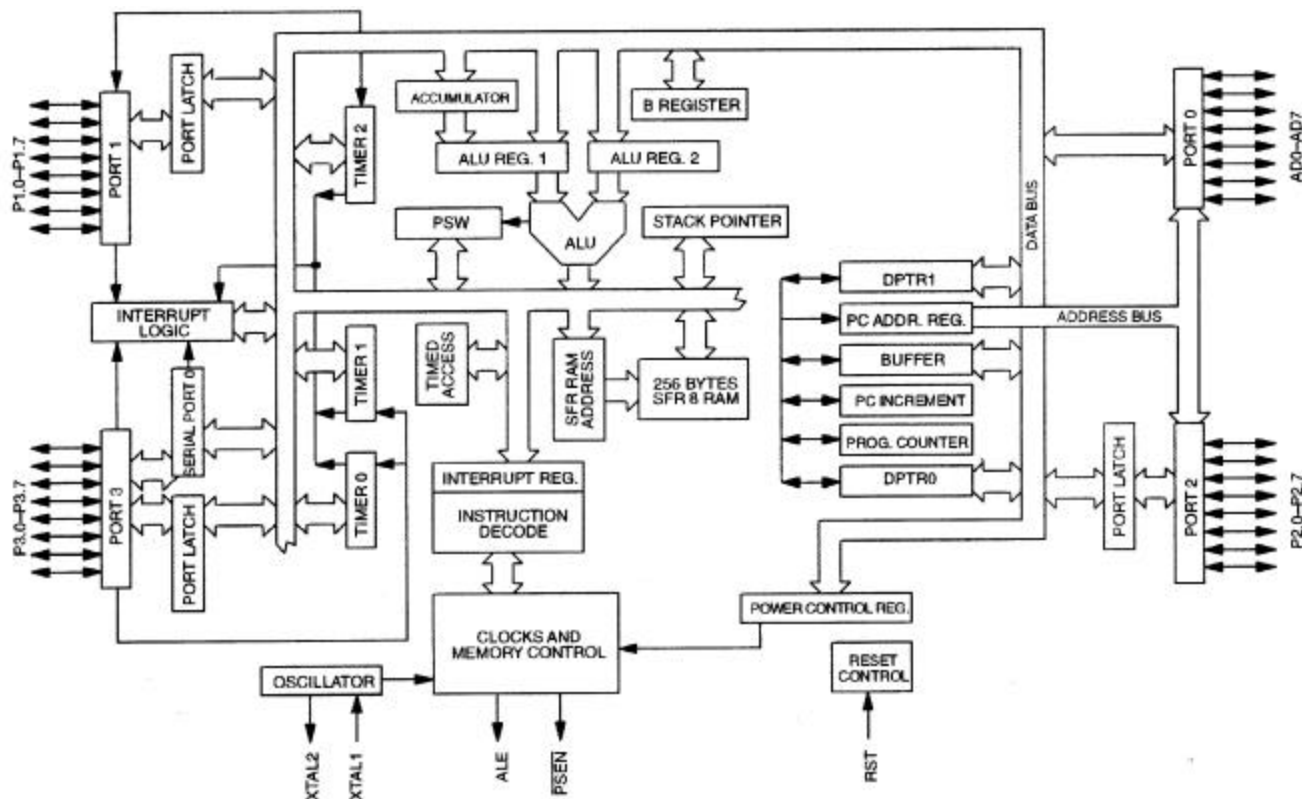 P1.0–P1.7
PORT 1
PORT LATCH
TIMER 2
ACCUMULATOR
B REGISTER
ALU REG. 1
ALU REG. 2
PSW
ALU
STACK POINTER
DATA BUS
PORT 0
AD0–AD7
INTERRUPT
LOGIC
DPTR1
PC ADDR. REG.
ADDRESS BUS
BUFFER
PC INCREMENT
PROG. COUNTER
DPTR0
TIMER 1
TIMED
ACCESS
SFR RAM
ADDRESS
256 BYTES
SFR 8 RAM
SERIAL PORT 0
P3.0–P3.7
PORT 3
PORT LATCH
TIMER 0
INTERRUPT REG.
INSTRUCTION
DECODE
PORT LATCH
PORT 2
P2.0–P2.7
POWER CONTROL REG.
CLOCKS AND
MEMORY CONTROL
RESET
CONTROL
OSCILLATOR
XTAL2
XTAL1
ALE
PSEN
RST